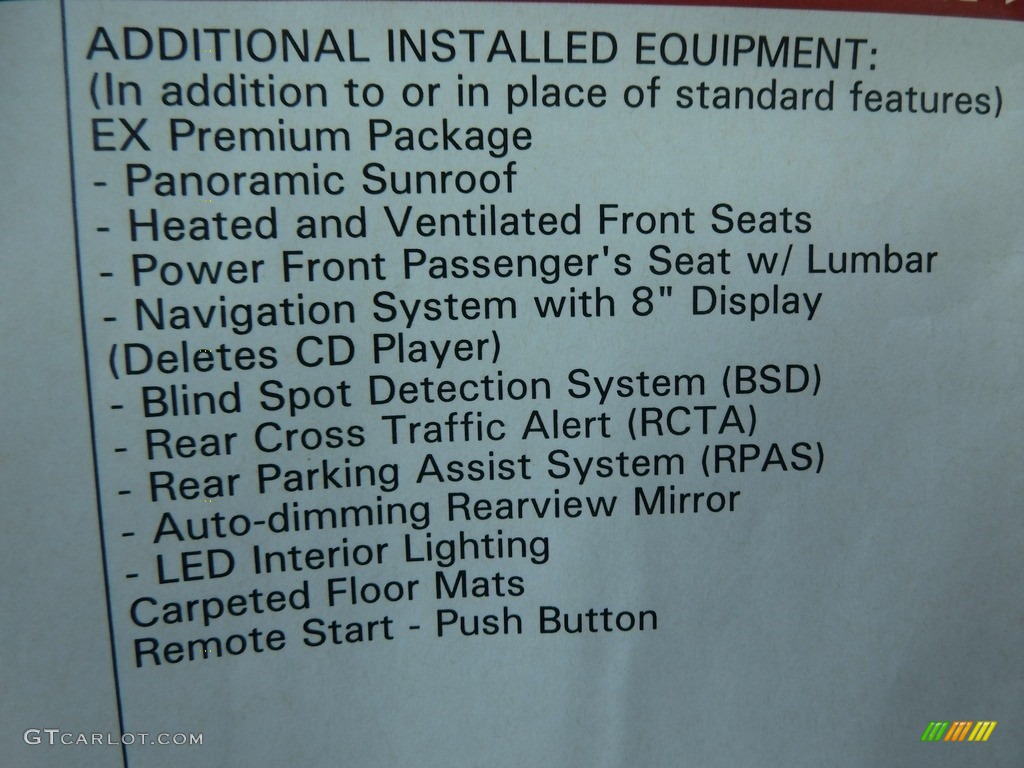 ADDITIONAL INSTALLED EQUIPMENT:
(In addition to or in place of standard features)
EX Premium Package
- Panoramic Sunroof
- Heated and Ventilated Front Seats
- Power Front Passenger's Seat w/ Lumbar
- Navigation System with 8" Display
(Deletes CD Player)
- Blind Spot Detection System (BSD)
- Rear Cross Traffic Alert (RCTA)
- Rear Parking Assist System (RPAS)
- Auto-dimming Rearview Mirror
- LED Interior Lighting
Carpeted Floor Mats
Remote Start - Push Button
GTCARLOT.COM